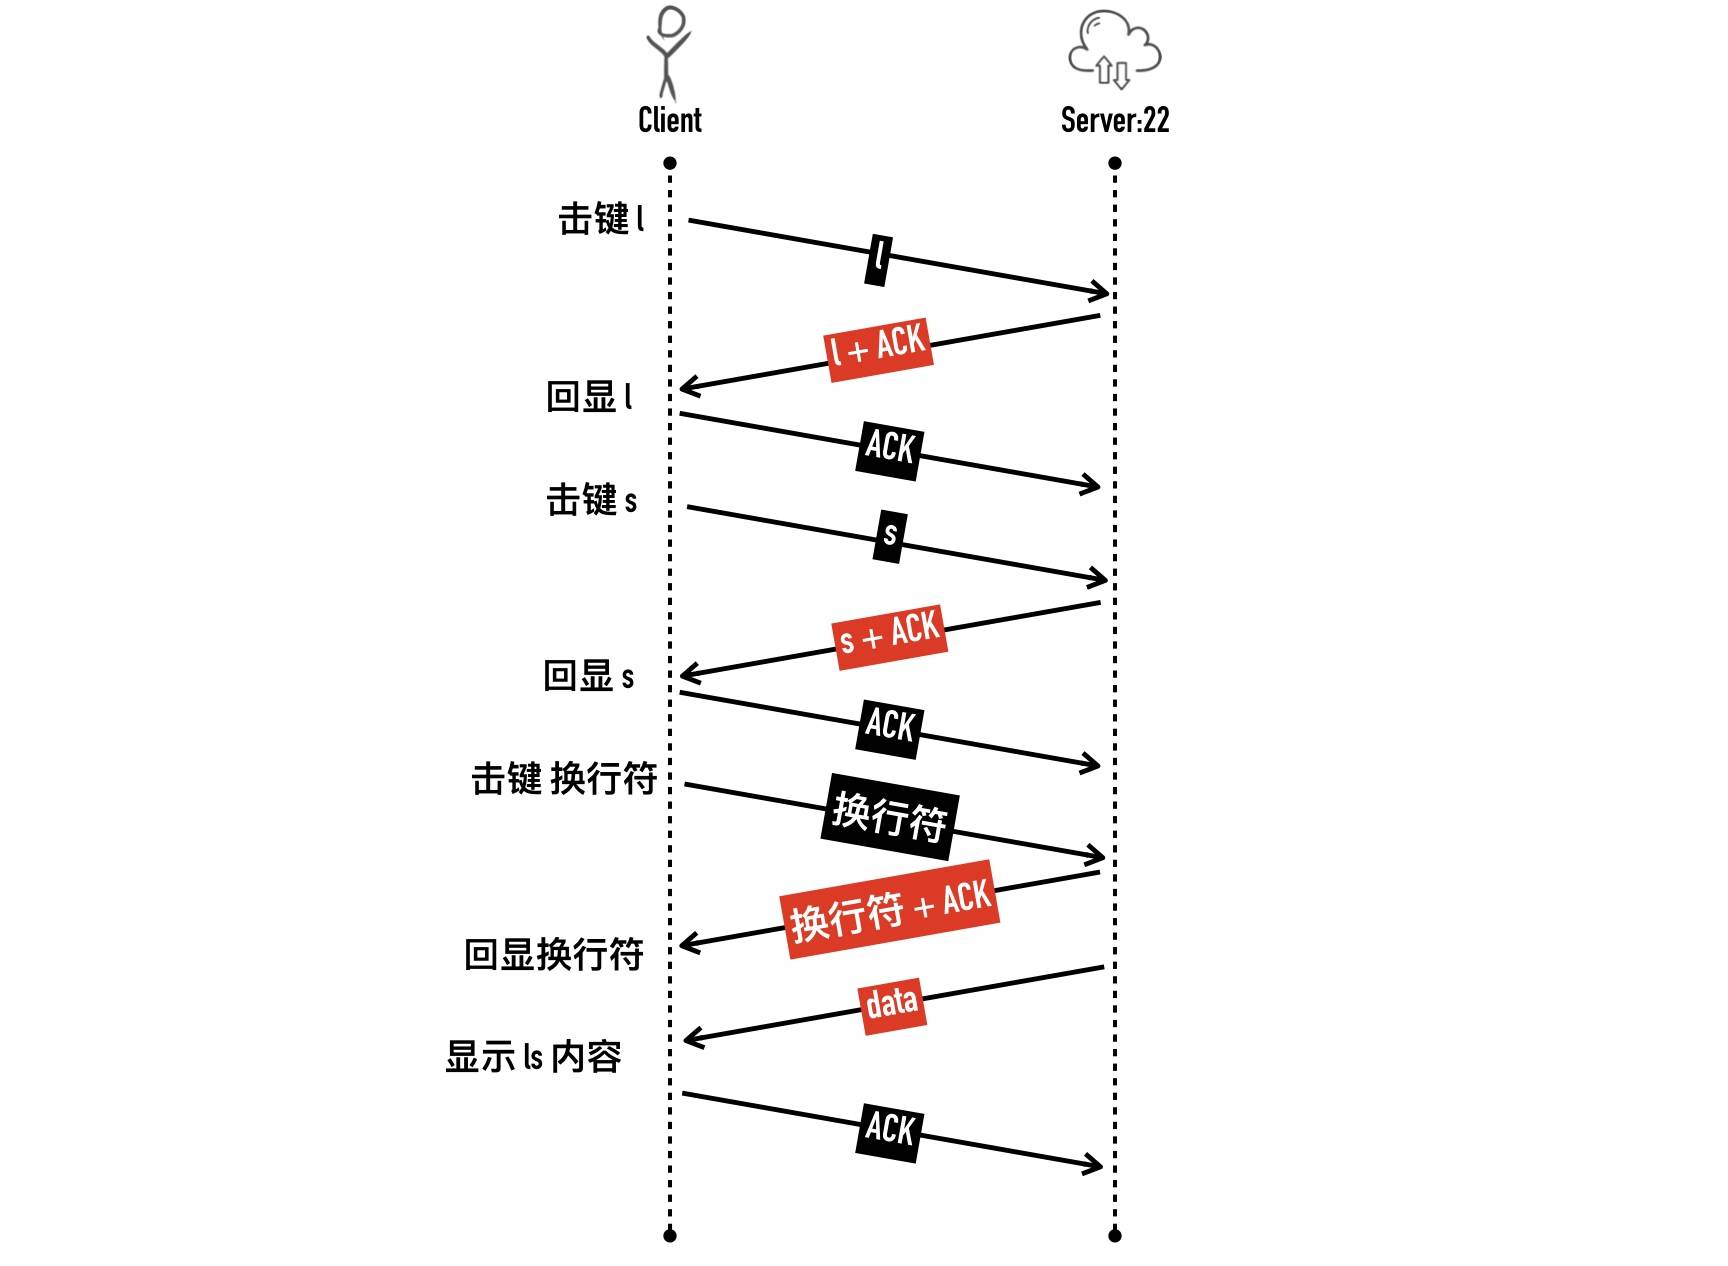 Client
Server:22
击键 l
l
l + ACK
回显 l
ACK
击键 s
s
s + ACK
回显 s
ACK
击键 换行符
换行符
换行符 + ACK
回显换行符
data
显示 ls 内容
ACK